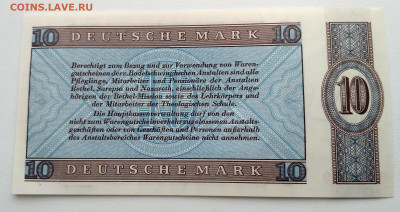 COINS.LAVE.RU
10 DEUTSCHE MARK 10
Berechtigt zum Bezug und zur Verwendung von Waren-
gutscheinen der v. Bodelschwinghschen Anstalten sind alle
Pfleglinge, Mitarbeiter und Pensionäre der Anstalten
Bethel, Sarepta und Nazareth, einschließlich der Ange-
hörigen der Bethel-Mission sowie des Lehrkörpers und
der Mitarbeiter der Theologischen Schule.
Die Hauptkassenverwaltung darf von den
nicht zum Warengutscheinverkehr zugelassenen Anstalts-
geschäften oder von Geschäften und Personen außerhalb
des Anstaltsbereiches Warengutscheine nicht annehmen.
10
10 DEUTSCHE MARK 10